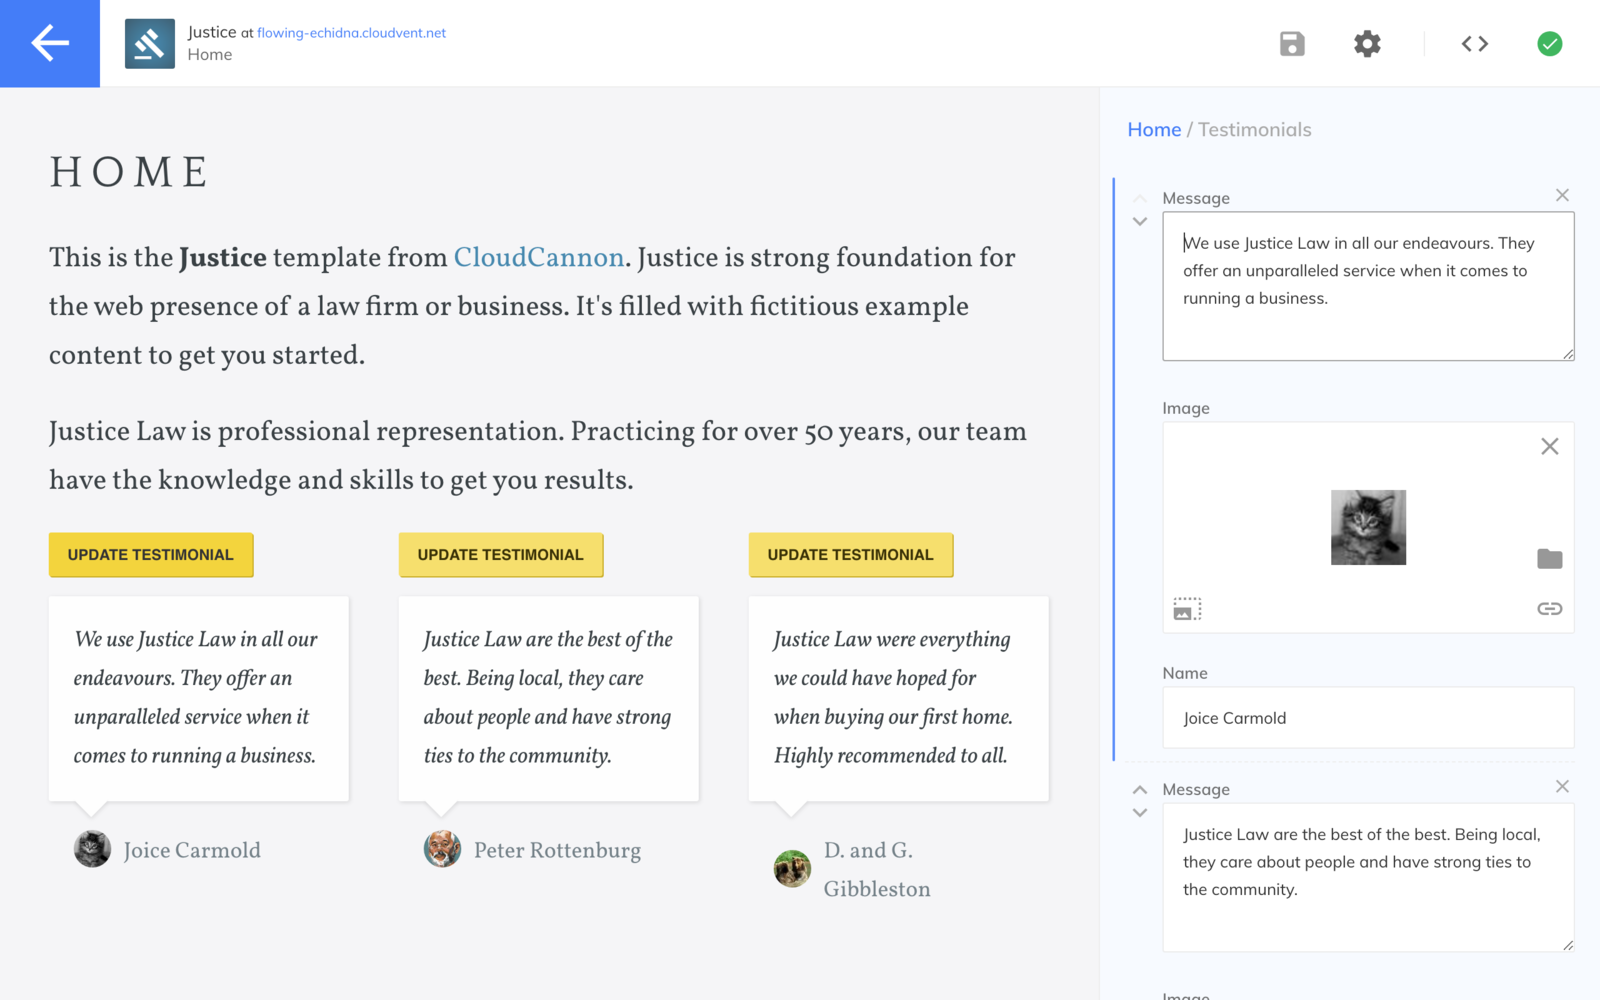 Justice at flowing-echidna.cloudvent.net
Home
HOME
This is the Justice template from CloudCannon. Justice is strong foundation for
the web presence of a law firm or business. It's filled with fictitious example
content to get you started.
Justice Law is professional representation. Practicing for over 50 years, our team
have the knowledge and skills to get you results.
UPDATE TESTIMONIAL
We use Justice Law in all our
endeavours. They offer an
unparalleled service when it
comes to running a business.
Joice Carmold
UPDATE TESTIMONIAL
Justice Law are the best of the
best. Being local, they care
about people and have strong
ties to the community.
Peter Rottenburg
UPDATE TESTIMONIAL
Justice Law were everything
we could have hoped for
when buying our first home.
Highly recommended to all.
D. and G.
Gibbleston
Home / Testimonials
Message
We use Justice Law in all our endeavours. They
offer an unparalleled service when it comes to
running a business.
Image
Name
Joice Carmold
Message
Justice Law are the best of the best. Being local,
they care about people and have strong ties to
the community.
Image